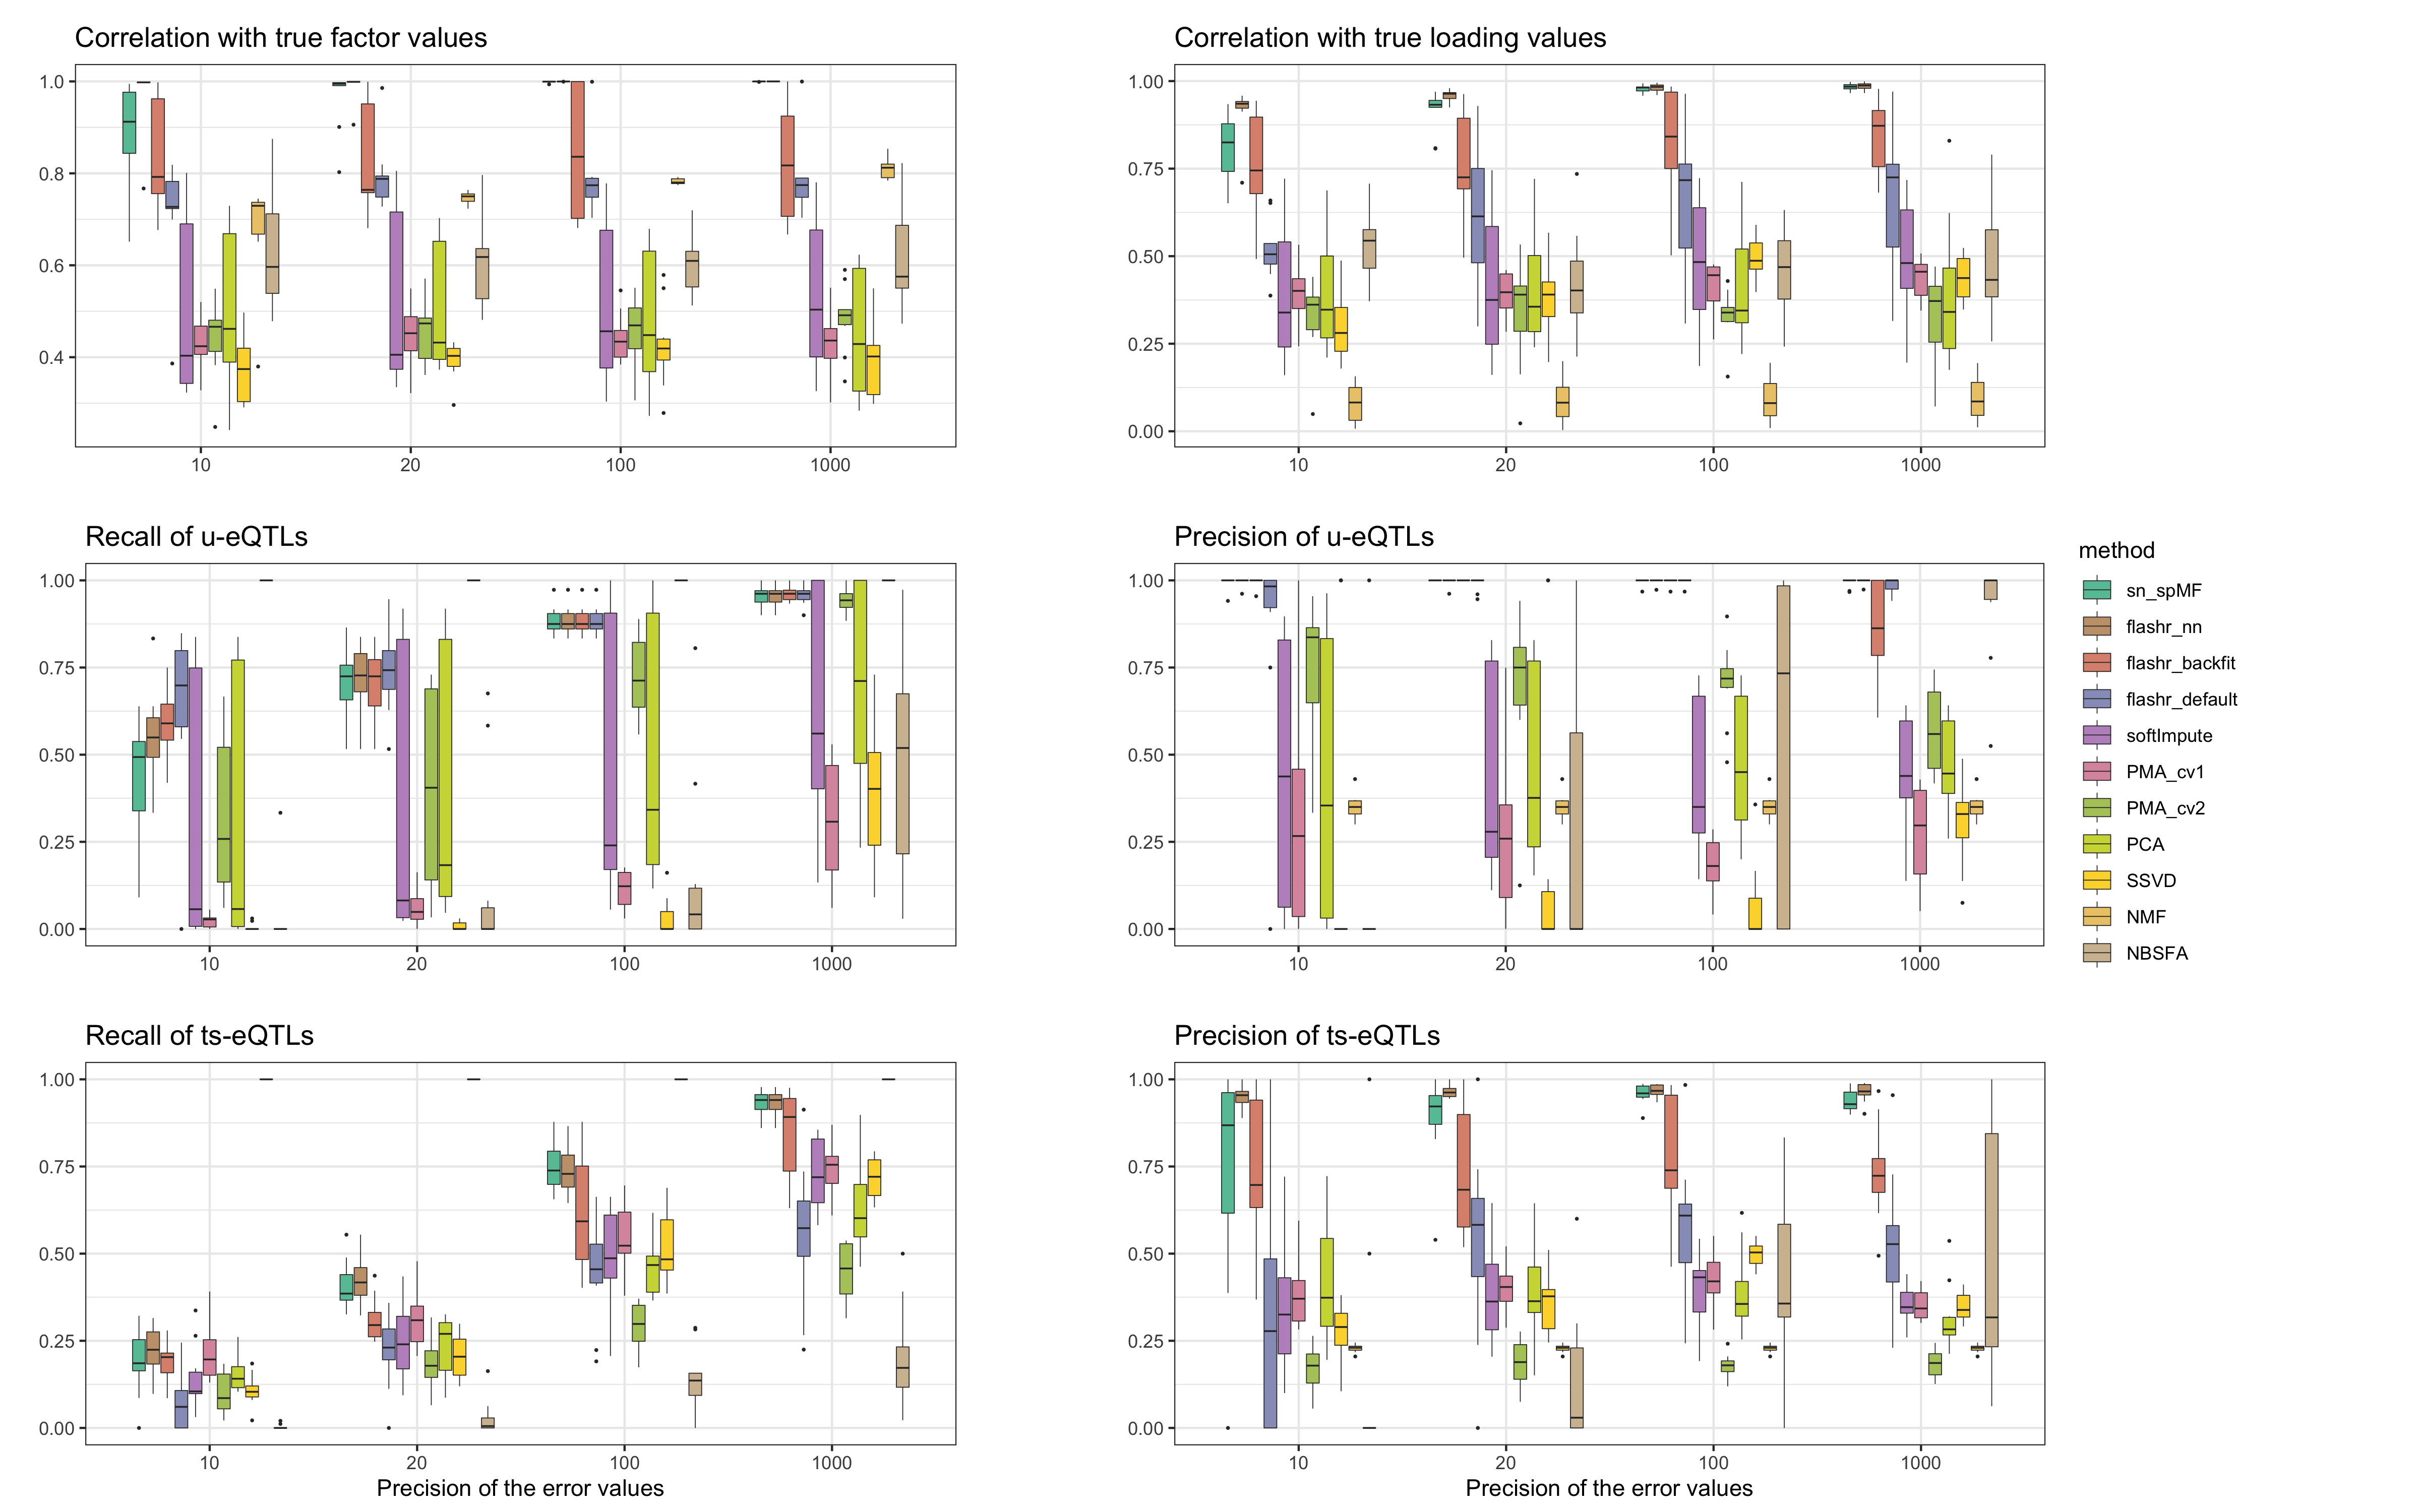 Correlation with true factor values
1.0
0.8
0.6
0.4
10 20 100 1000
Correlation with true loading values
1.00
0.75
0.50
0.25
0.00
10 20 100 1000
Recall of u-eQTLs
1.00
0.75
0.50
0.25
0.00
10 20 100 1000
Precision of u-eQTLs
1.00
0.75
0.50
0.25
0.00
10 20 100 1000
method
sn_spMF
flashr_nn
flashr_backfit
flashr_default
softImpute
PMA_cv1
PMA_cv2
PCA
SSVD
NMF
NBSFA
Recall of ts-eQTLs
1.00
0.75
0.50
0.25
0.00
10 20 100 1000
Precision of the error values
Precision of ts-eQTLs
1.00
0.75
0.50
0.25
0.00
10 20 100 1000
Precision of the error values